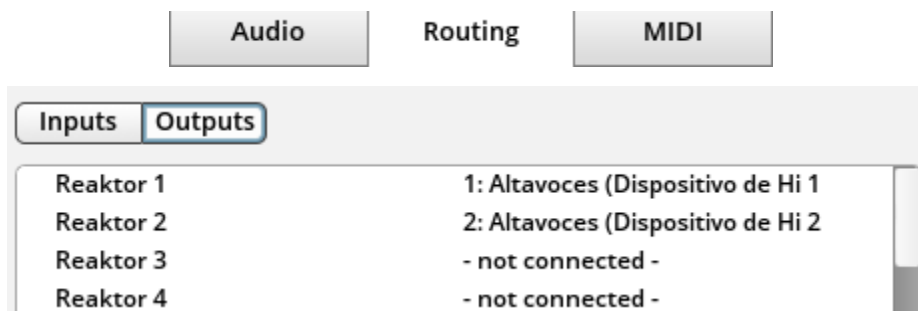 Audio Routing MIDI
Inputs Outputs
Reaktor 1 1: Altavoces (Dispositivo de Hi 1
Reaktor 2 2: Altavoces (Dispositivo de Hi 2
Reaktor 3 - not connected -
Reaktor 4 - not connected -